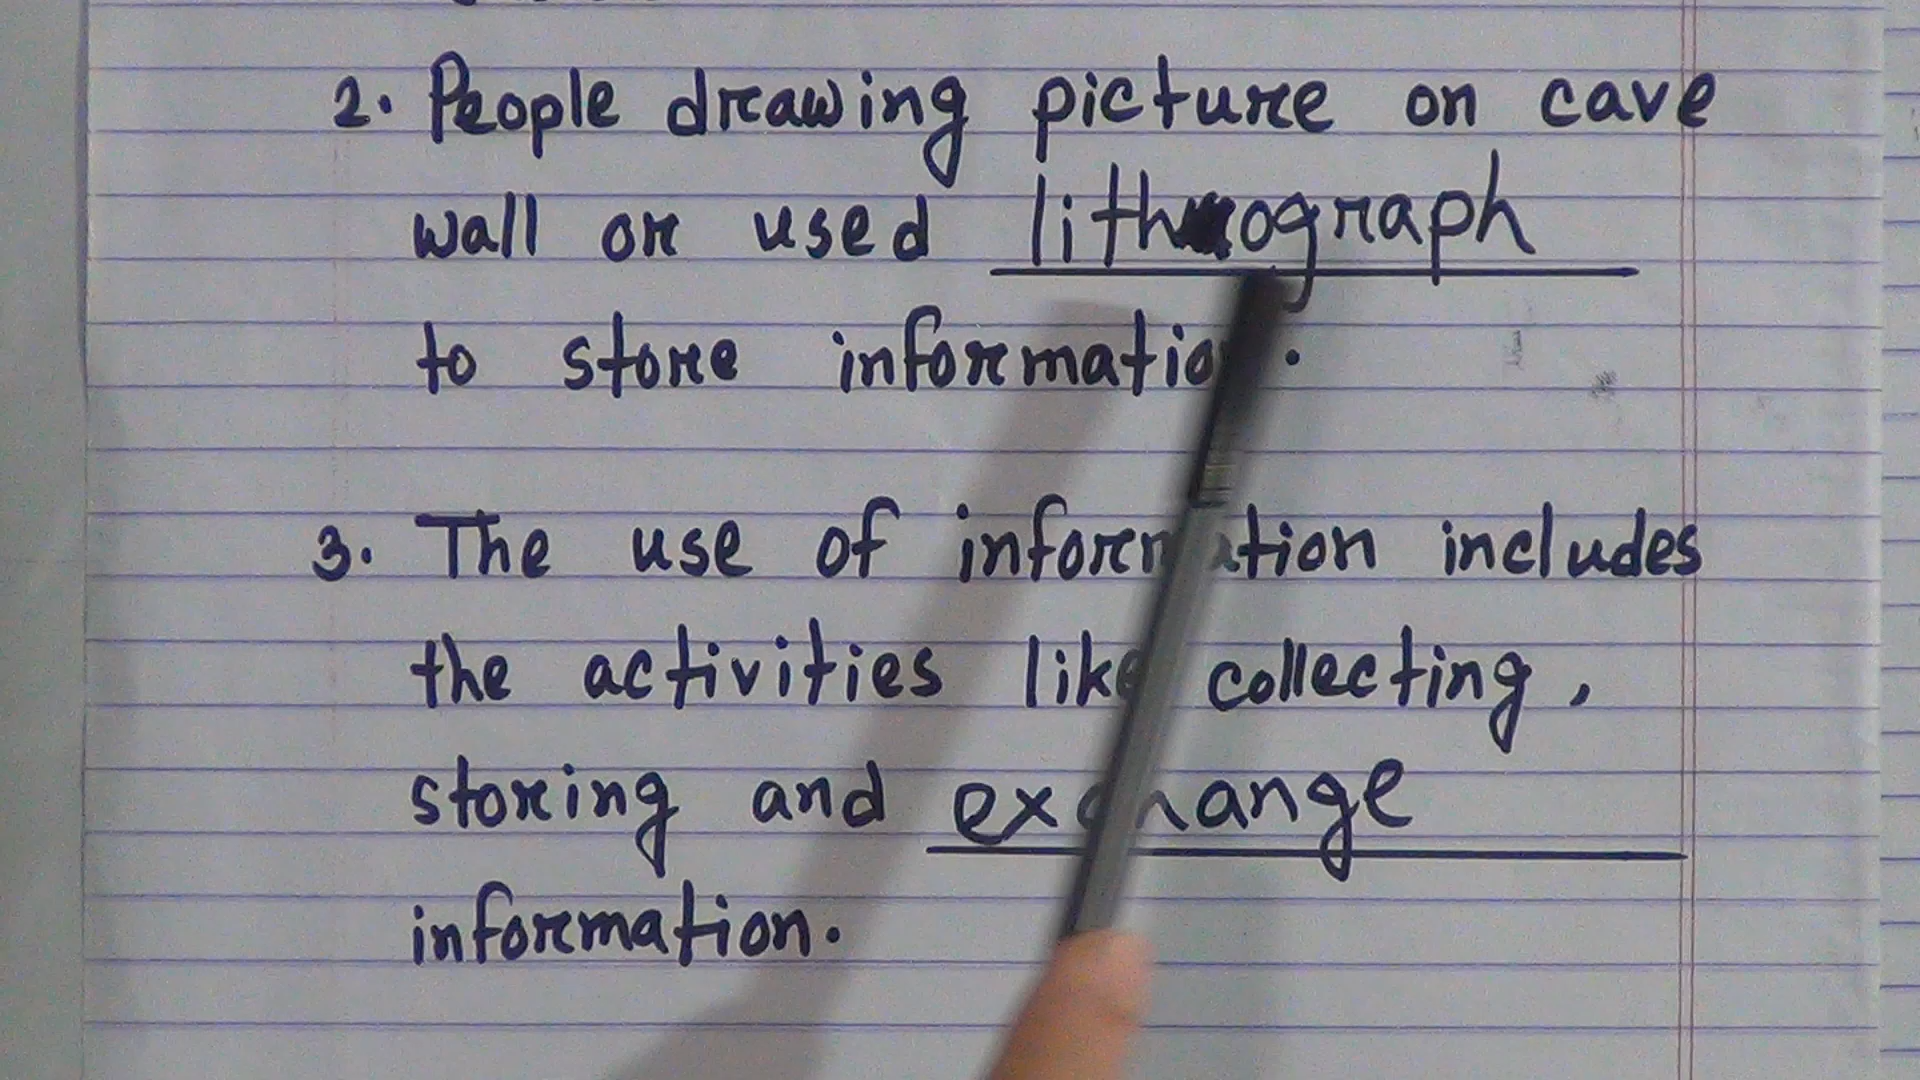 2. People drawing picture on cave
wall or used lithograph
to store information.
3. The use of information includes
the activities like collecting,
storing and exchange
information.